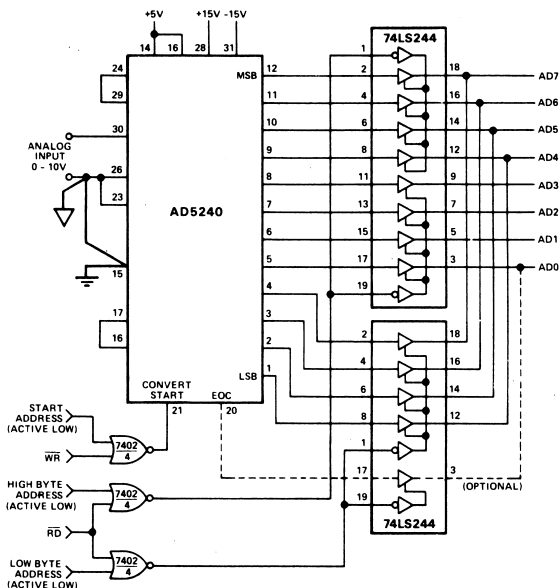 +5V
+15V -15V
14
16
28
31
74LS244
1
24
29
MSB
12
2
18
AD7
11
4
16
AD6
30
10
6
14
AD5
ANALOG
INPUT
0 - 10V
26
9
8
12
AD4
23
8
11
9
AD3
AD5240
7
13
7
AD2
6
15
5
AD1
15
5
17
3
AD0
4
19
17
3
2
18
16
2
4
16
LSB
1
6
14
CONVERT
START
EOC
8
12
21
20
1
START
ADDRESS
(ACTIVE LOW)
7402
4
WR
17
3
(OPTIONAL)
HIGH BYTE
ADDRESS
(ACTIVE LOW)
7402
4
19
RD
74LS244
7402
4
LOW BYTE
ADDRESS
(ACTIVE LOW)